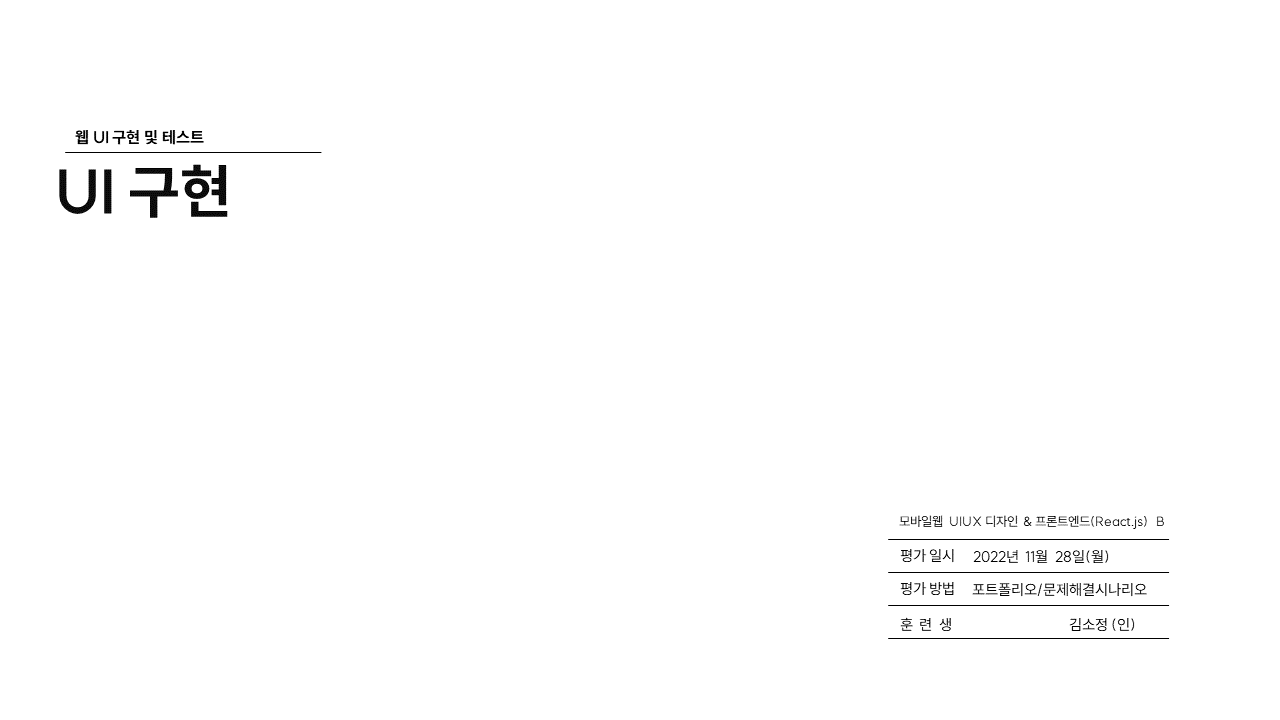 웹 UI 구현 및 테스트
UI 구현
모바일웹 UIUX 디자인 & 프론트엔드(React.js) B
평가 일시 2022년 11월 28일(월)
평가 방법 포트폴리오/문제해결시나리오
훈 련 생 김소정 (인)